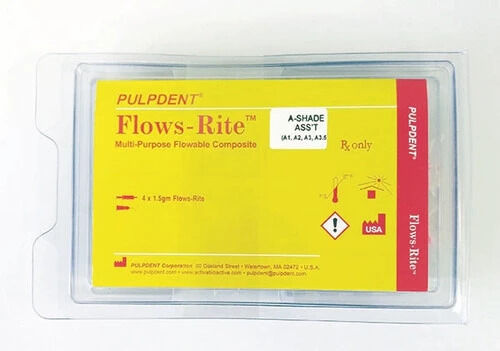 PULPDENT®
Flows-Rite™
Multi-Purpose Flowable Composite
A-SHADE
ASS'T
(A1, A2, A3, A3.5
Rx only
4 x 1.5gm Flows-Rite
USA
PULPDENT Corporation 80 Oakland Street • Watertown, MA 02472 • U.S.A.
www.pulpdent.com • www.activabioactive.com • pulpdent@pulpdent.com
PULPDENT®
Flows-Rite™